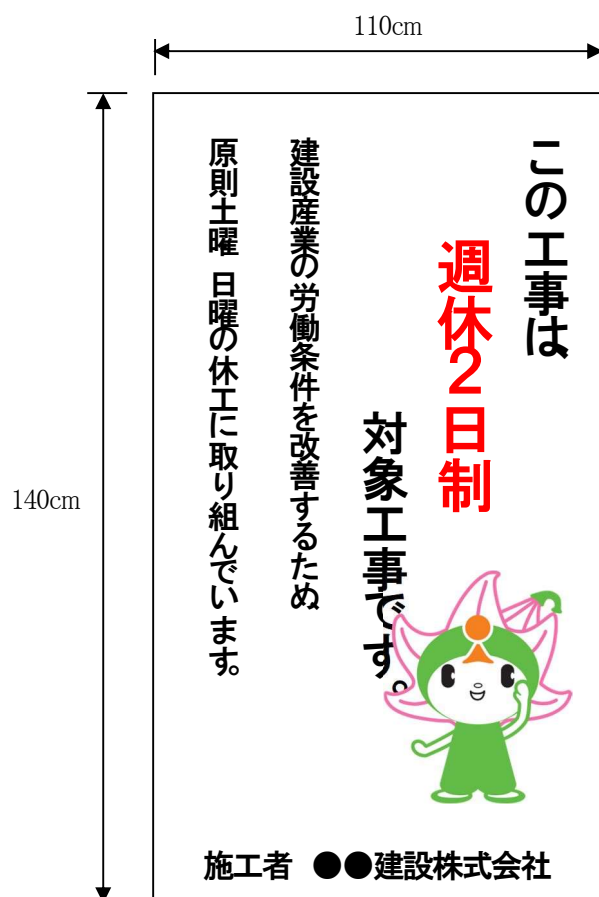 110cm
140cm
この工事は
週休２日制
対象工事です。
建設産業の労働条件を改善するため
原則土曜 日曜の休工に取り組んでいます。
施工者 ●●建設株式会社